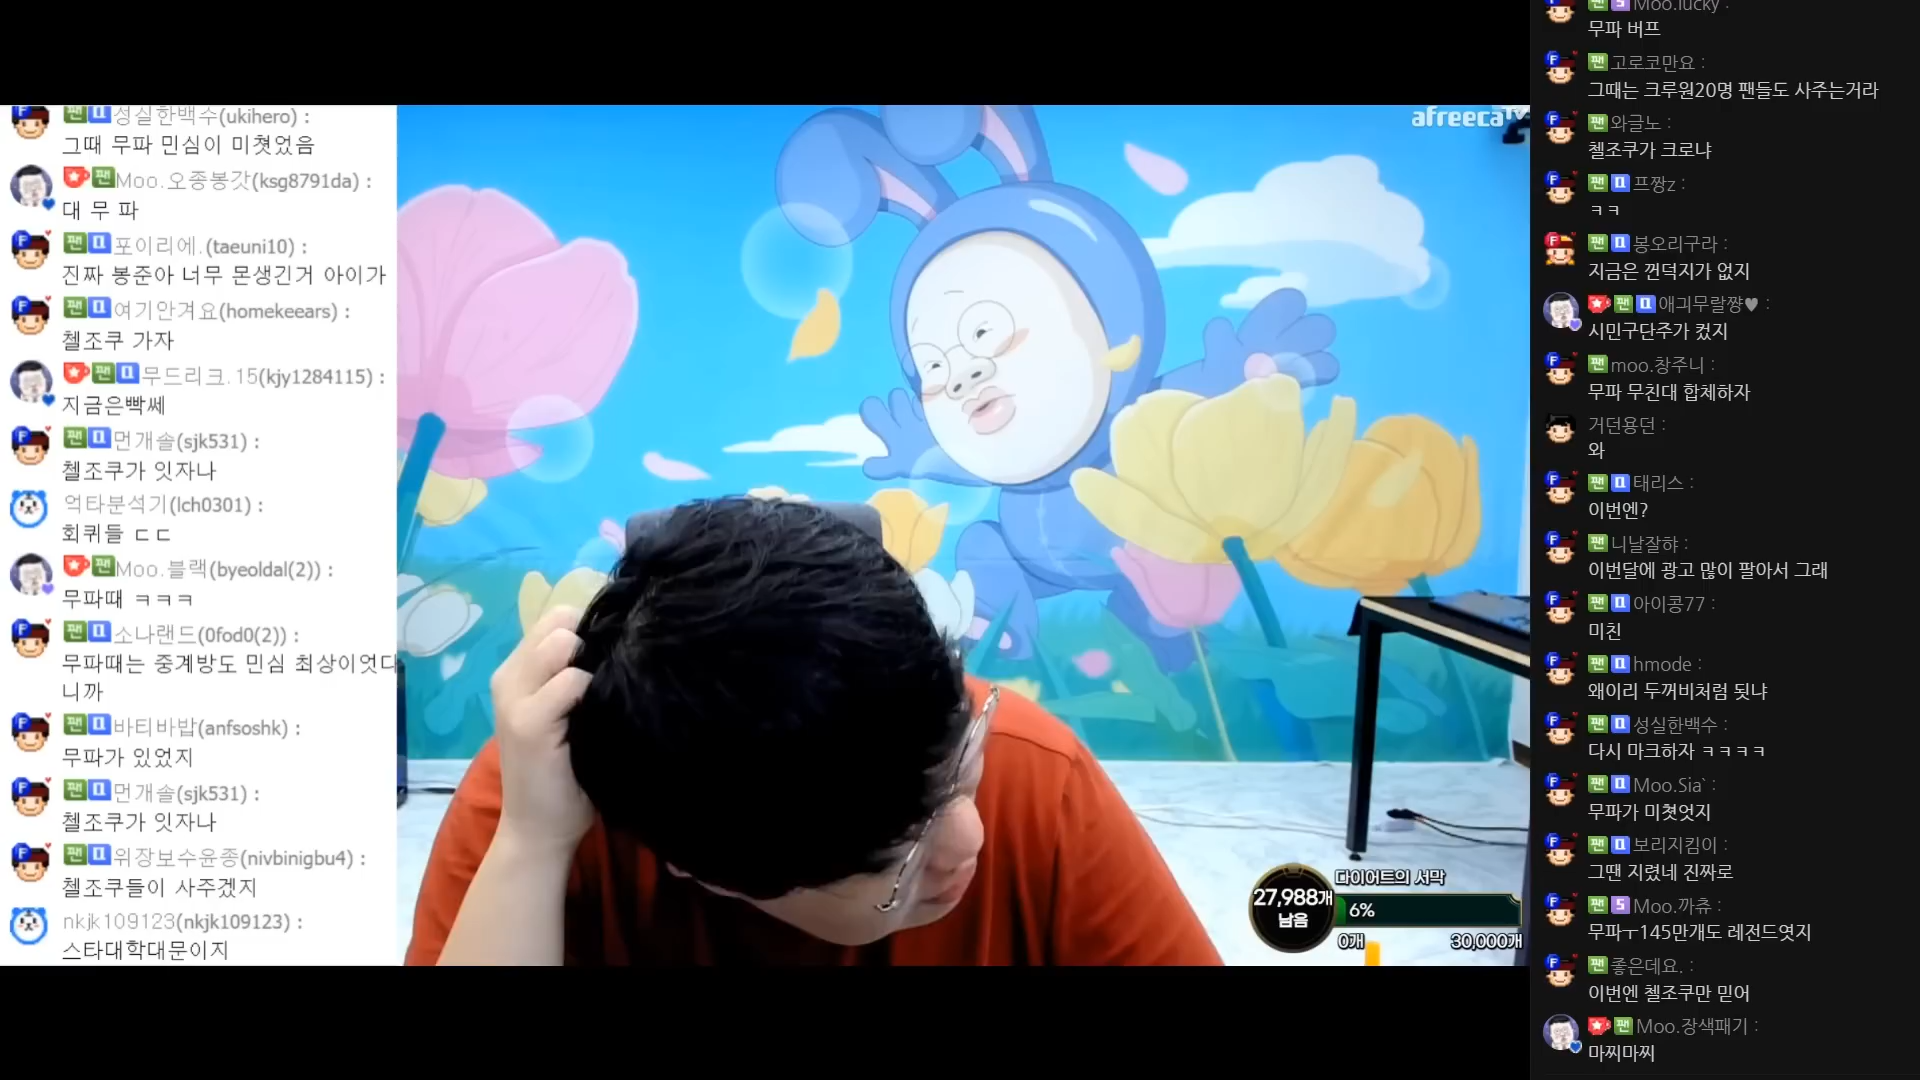 성실한백수(ukihero) :
그때 무파 민심이 미쳣었음
Moo.오종봉갓(ksg8791da) :
대 무 파
포이리에.(taeuni10) :
진짜 봉준아 너무 몬생긴거 아이가
여기안겨요(homekeears) :
첼조쿠 가자
무드리크.15(kjy1284115) :
지금은빡쎄
먼개솔(sjk531) :
첼조쿠가 잇자나
억타분석기(lch0301) :
회퀴들 ㄷㄷ
Moo.블랙(byeoldal(2)) :
무파때 ㅋㅋㅋ
소나랜드(0fod0(2)) :
무파때는 중계방도 민심 최상이엇다
니까
바티바밥(anfsoshk) :
무파가 있었지
먼개솔(sjk531) :
첼조쿠가 잇자나
위장보수윤종(nivbinigbu4) :
첼조쿠들이 사주겠지
nkjk109123(nkjk109123) :
스타대학대문이지
afreecaTV
다이어트의 서막
27,988개
남음
6%
0개
30,000개
Moo.lucky :
무파 버프
고로코만요 :
그때는 크루원20명 팬들도 사주는거라
와글노 :
첼조쿠가 크로냐
프짱z :
ㅋㅋ
봉오리구라 :
지금은 껀덕지가 없지
애긔무랄쨩♥ :
시민구단주가 컸지
moo.창주니 :
무파 무친대 합체하자
거던용던 :
와
태리스 :
이번엔?
니날잘햐 :
이번달에 광고 많이 팔아서 그래
아이콩77 :
미친
hmode :
왜이리 두꺼비처럼 됫냐
성실한백수 :
다시 마크하자 ㅋㅋㅋㅋ
Moo.Sia` :
무파가 미쳣엇지
보리지킴이 :
그땐 지렸네 진짜로
Moo.까츄 :
무파ㅜ145만개도 레전드엿지
좋은데요. :
이번엔 첼조쿠만 믿어
Moo.장색패기 :
마찌마찌